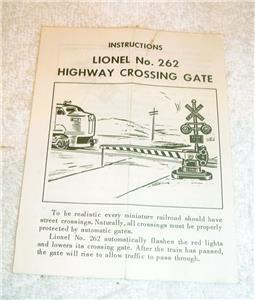 INSTRUCTIONS
LIONEL No. 262
HIGHWAY CROSSING GATE
To be realistic every miniature railroad should have
street crossings. Naturally, all crossings must be properly
protected by automatic gates.
Lionel No. 262 automatically flashes the red lights
and lowers its crossing gate. After the train has passed,
the gate will rise to allow traffic to pass through.